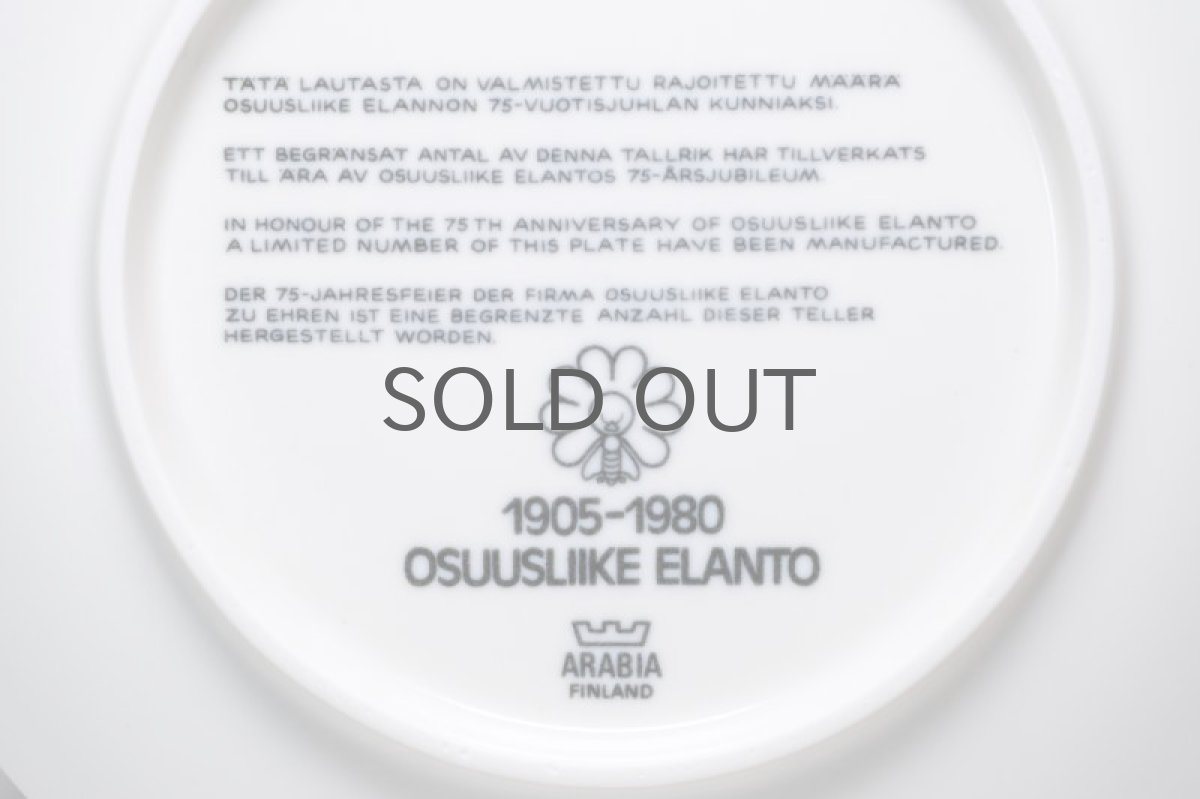 TÄTÄ LAUTASTA ON VALMISTETTU RAJOITETTU MÄÄRÄ
OSUUSLIIKE ELANNON 75-VUOTISJUHLAN KUNNIAKSI.
ETT BEGRÄNSAT ANTAL AV DENNA TALLRIK HAR TILLVERKATS
TILL ÄRA AV OSUUSLIIKE ELANTOS 75-ÅRSJUBILEUM.
IN HONOUR OF THE 75TH ANNIVERSARY OF OSUUSLIIKE ELANTO
A LIMITED NUMBER OF THIS PLATE HAVE BEEN MANUFACTURED.
DER 75-JAHRESFEIER DER FIRMA OSUUSLIIKE ELANTO
ZU EHREN IST EINE BEGRENZTE ANZAHL DIESER TELLER
HERGESTELLT WORDEN.
SOLD OUT
1905-1980
OSUUSLIIKE ELANTO
ARABIA
FINLAND